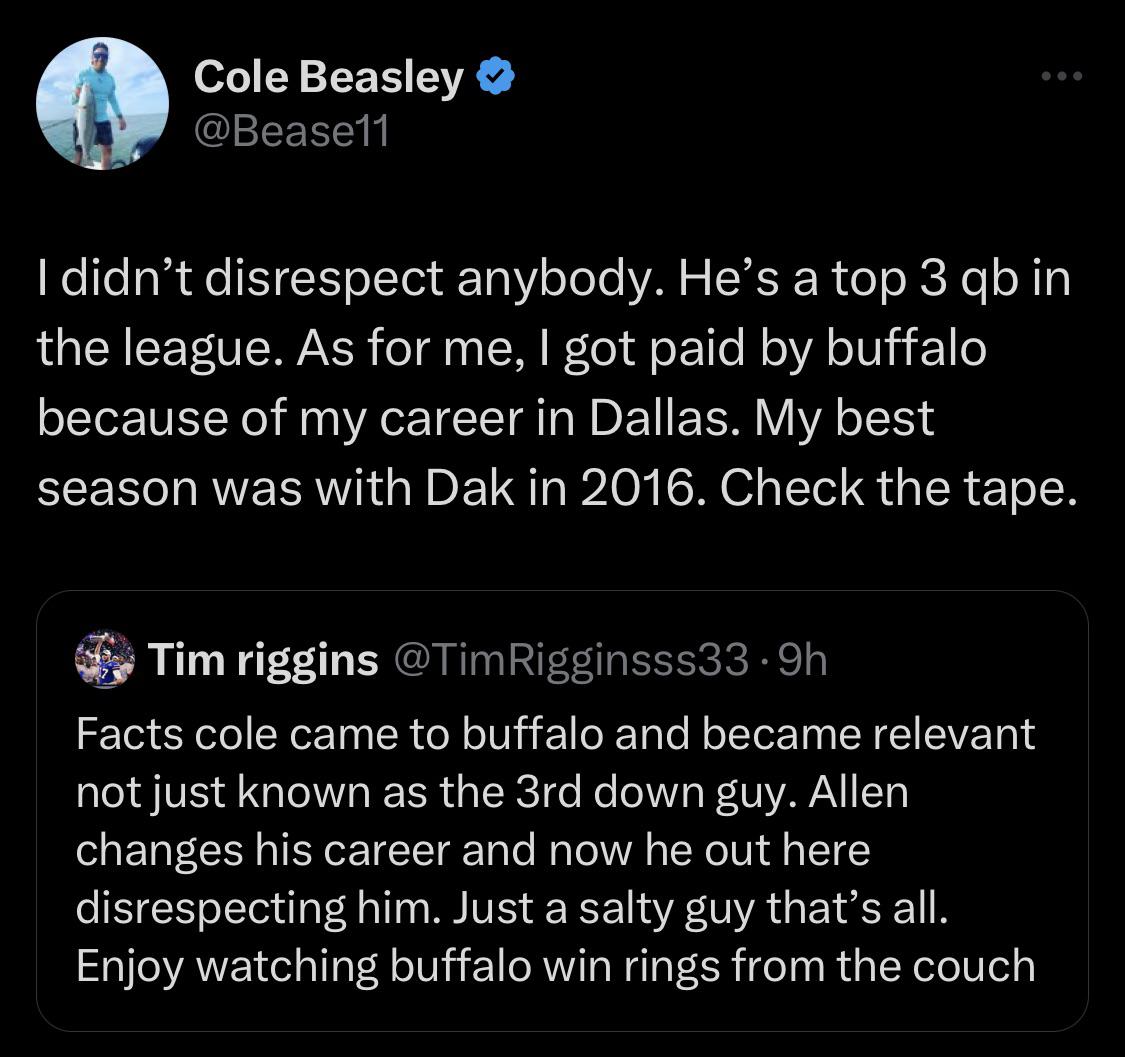 Cole Beasley
@Bease11
I didn’t disrespect anybody. He’s a top 3 qb in
the league. As for me, I got paid by buffalo
because of my career in Dallas. My best
season was with Dak in 2016. Check the tape.
Tim riggins @TimRigginsss33 · 9h
Facts cole came to buffalo and became relevant
not just known as the 3rd down guy. Allen
changes his career and now he out here
disrespecting him. Just a salty guy that’s all.
Enjoy watching buffalo win rings from the couch